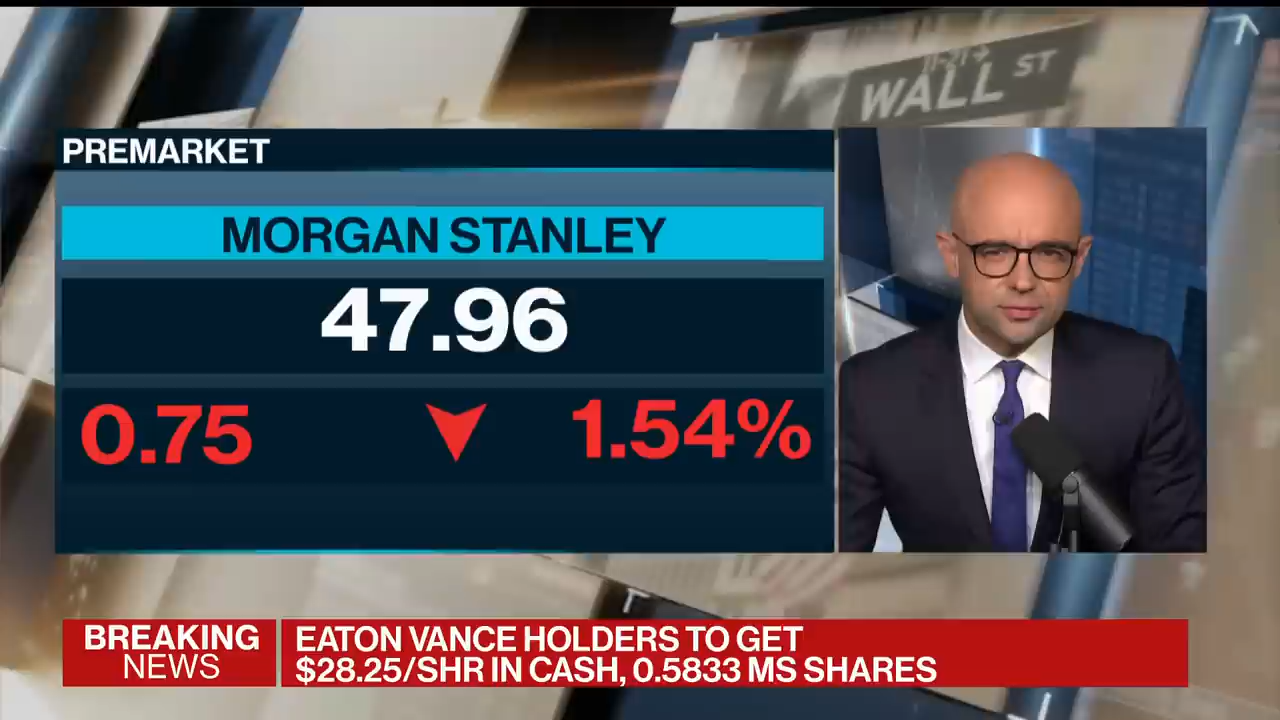 WALL ST
PREMARKET
MORGAN STANLEY
47.96
0.75 1.54%
BREAKING
NEWS
EATON VANCE HOLDERS TO GET
$28.25/SHR IN CASH, 0.5833 MS SHARES